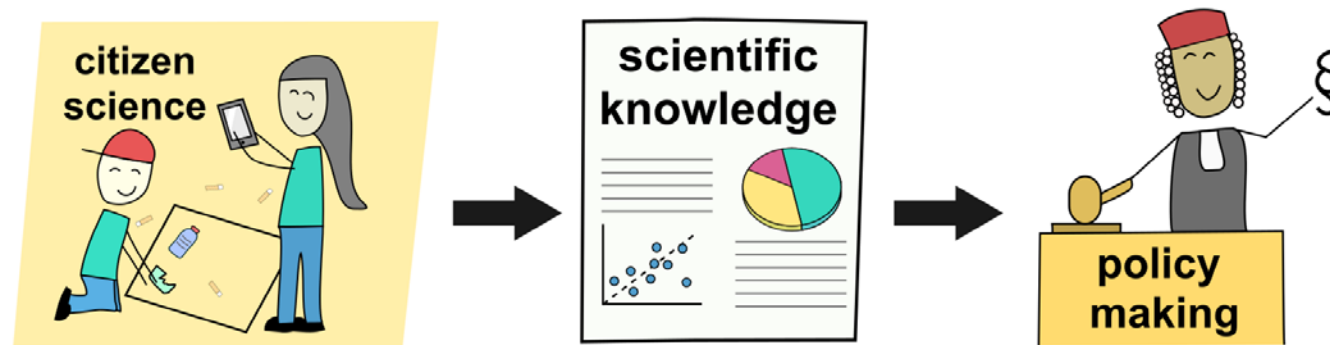 citizen
science
scientific
knowledge
policy
making
§